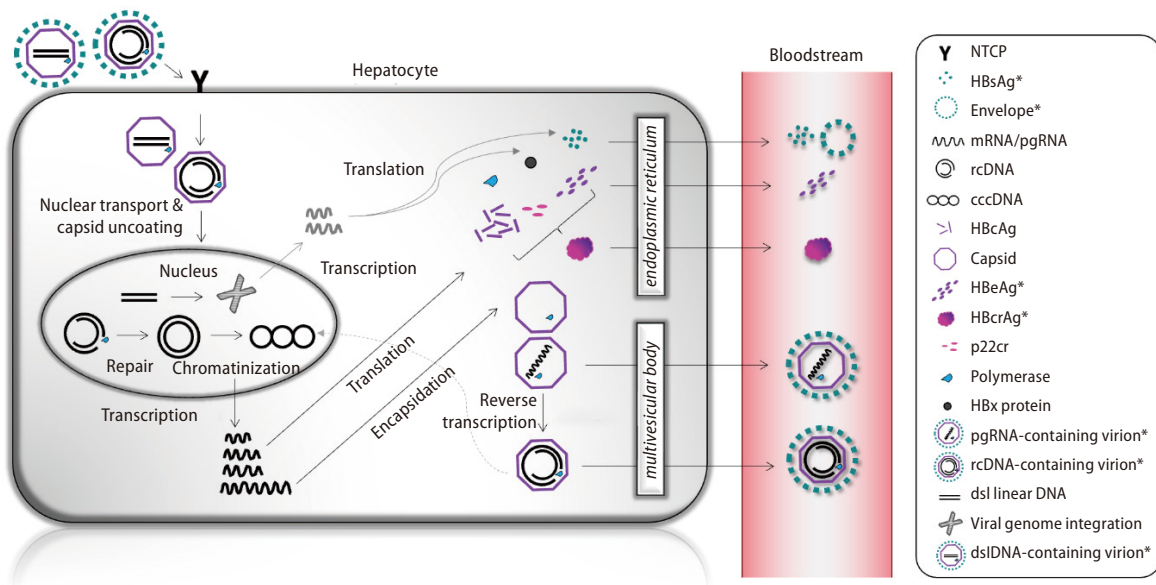 Hepatocyte
Bloodstream
Translation
Nuclear transport &
capsid uncoating
Transcription
Nucleus
Repair
Chromatinization
Transcription
Translation
Encapsidation
Reverse
transcription
endoplasmic reticulum
multivesicular body
NTCP
HBsAg*
Envelope*
mRNA/pgRNA
rcDNA
cccDNA
HBcAg
Capsid
HBeAg*
HBcrAg*
p22cr
Polymerase
HBx protein
pgRNA-containing virion*
rcDNA-containing virion*
dsl linear DNA
Viral genome integration
dslDNA-containing virion*